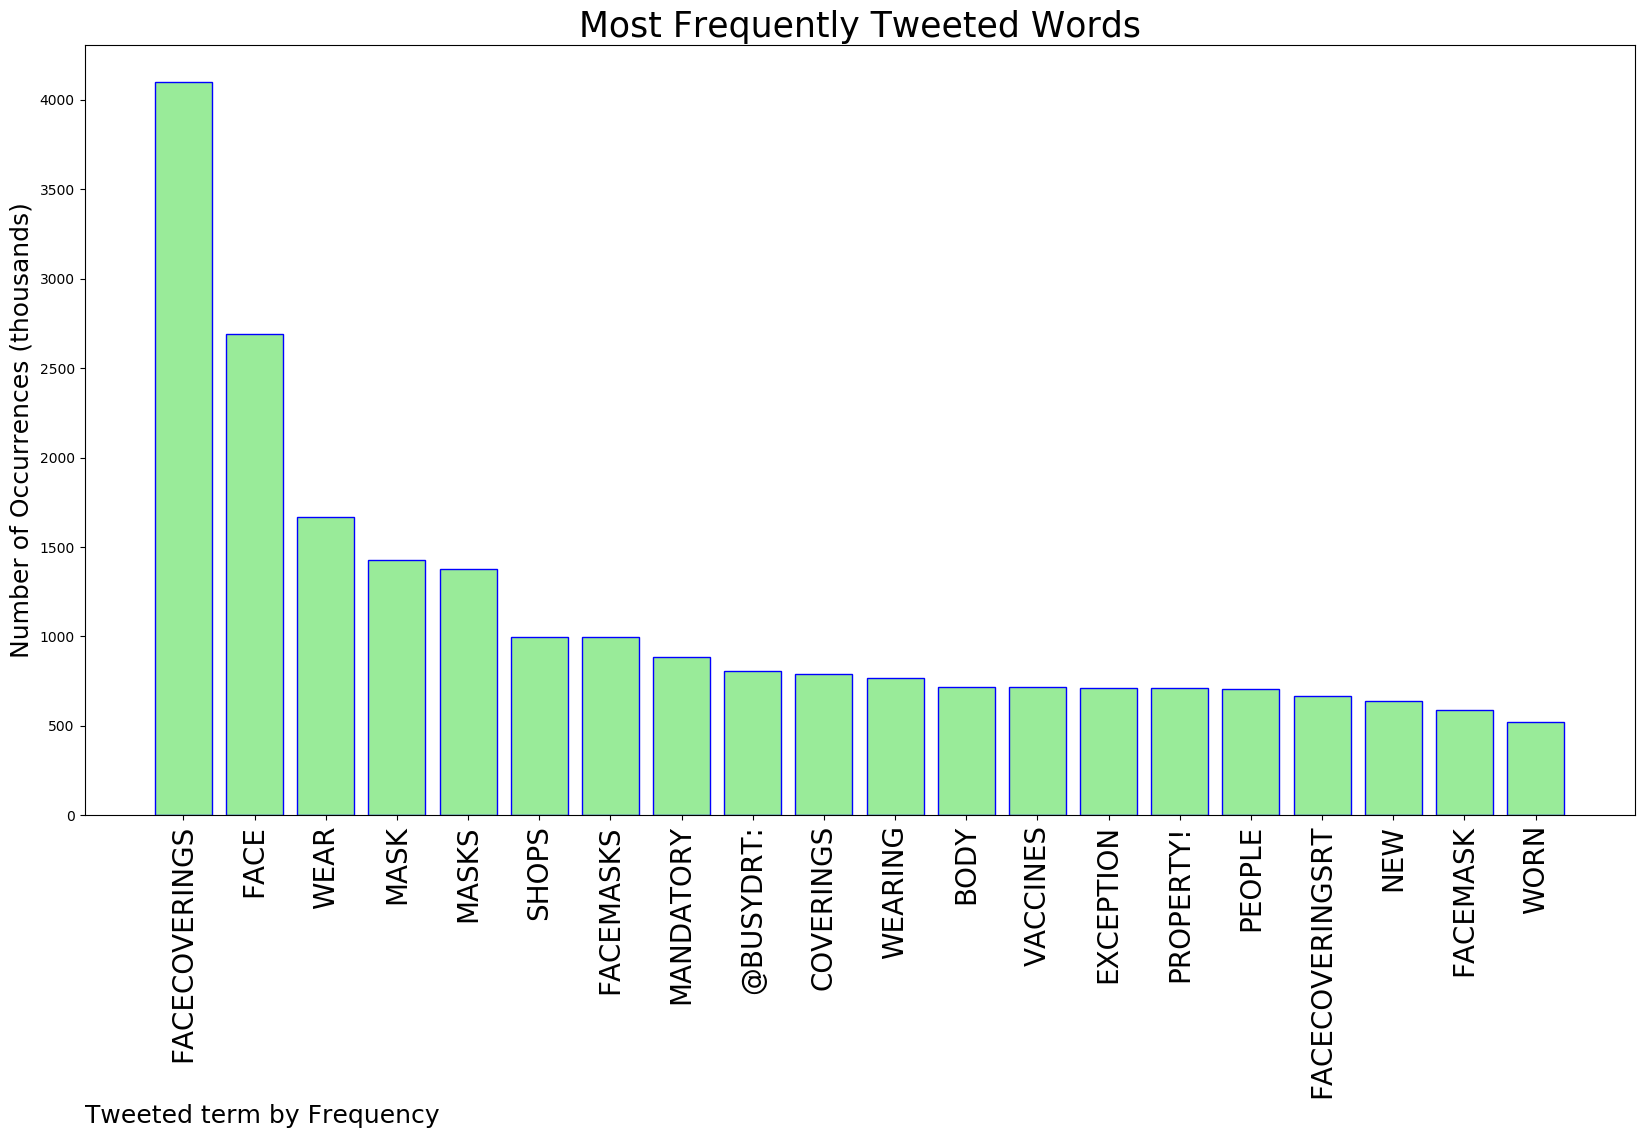 Most Frequently Tweeted Words
Number of Occurrences (thousands)
4000
3500
3000
2500
2000
1500
1000
500
0
FACECOVERINGS
FACE
WEAR
MASK
MASKS
SHOPS
FACEMASKS
MANDATORY
@BUSYDRT:
COVERINGS
WEARING
BODY
VACCINES
EXCEPTION
PROPERTY!
PEOPLE
FACECOVERINGSRT
NEW
FACEMASK
WORN
Tweeted term by Frequency